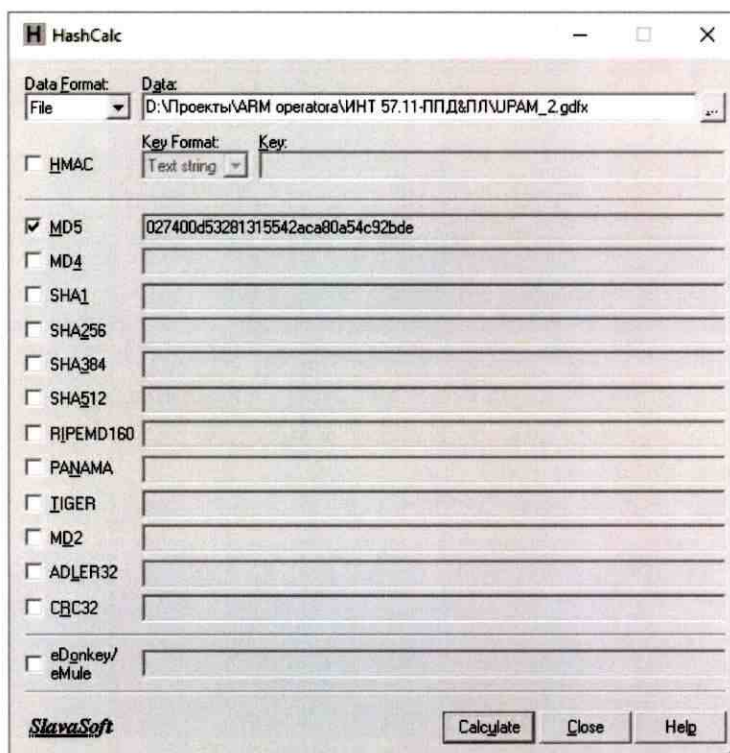 HashCalc
Data Format: Data:
File D:\Проекты\ARM operatora\ИНТ 57.11-ППД&ПЛ\UPAM_2.gdfx ...
Key Format: Key:
HMAC Text string
MD5 027400d53281315542aca80a54c92bde
MD4
SHA1
SHA256
SHA384
SHA512
RIPEMD160
PANAMA
TIGER
MD2
ADLER32
CRC32
eDonkey/
eMule
SlavaSoft Calculate Close Help